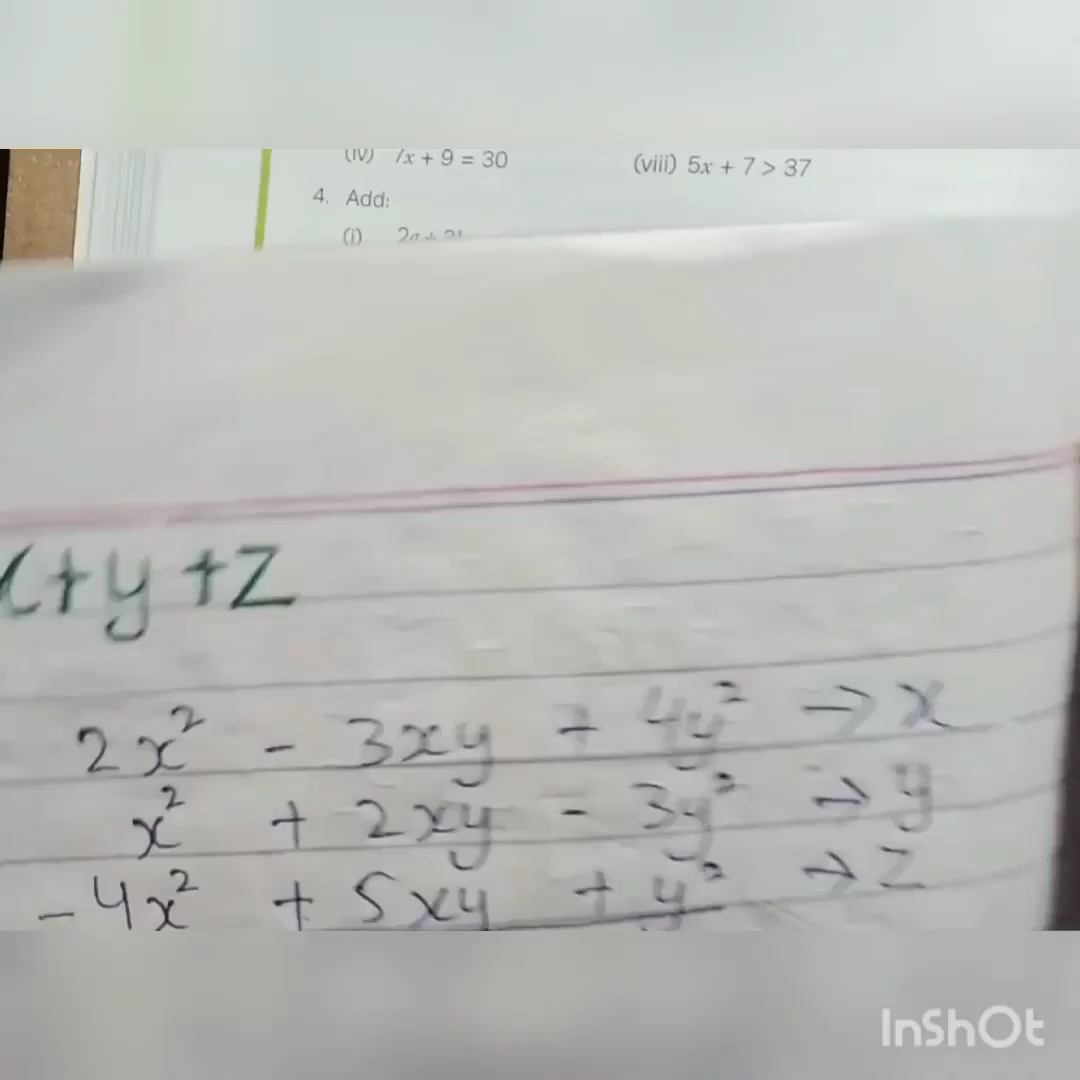 (iv) 7x + 9 = 30
(viii) 5x + 7 > 37
4. Add:
(i)
x+y+z
2x² - 3xy + 4y² → x
x² + 2xy - 3y² → y
-4x² + 5xy + y² → z
InShOt